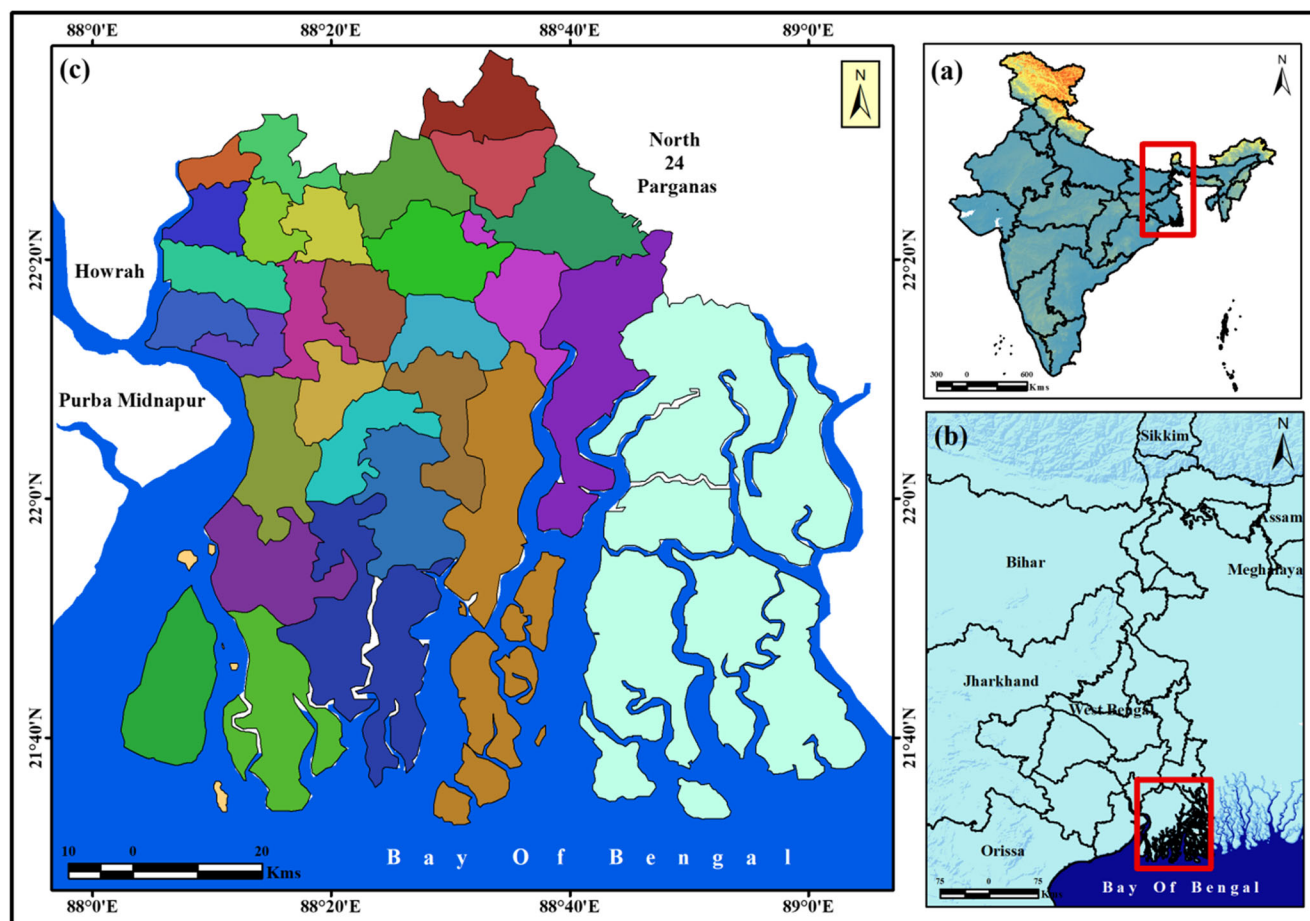 88°0'E 88°20'E 88°40'E 89°0'E
(c)
N
North
24
Parganas
22°20'N
22°20'N
Howrah
Purba Midnapur
22°0'N
22°0'N
21°40'N
21°40'N
10 0 20
Kms
Bay Of Bengal
88°0'E 88°20'E 88°40'E 89°0'E
(a)
N
300 0 600
Kms
(b)
N
Sikkim
Assam
Bihar
Meghalaya
Jharkhand
West Bengal
Orissa
75 0 75
Kms
Bay Of Bengal